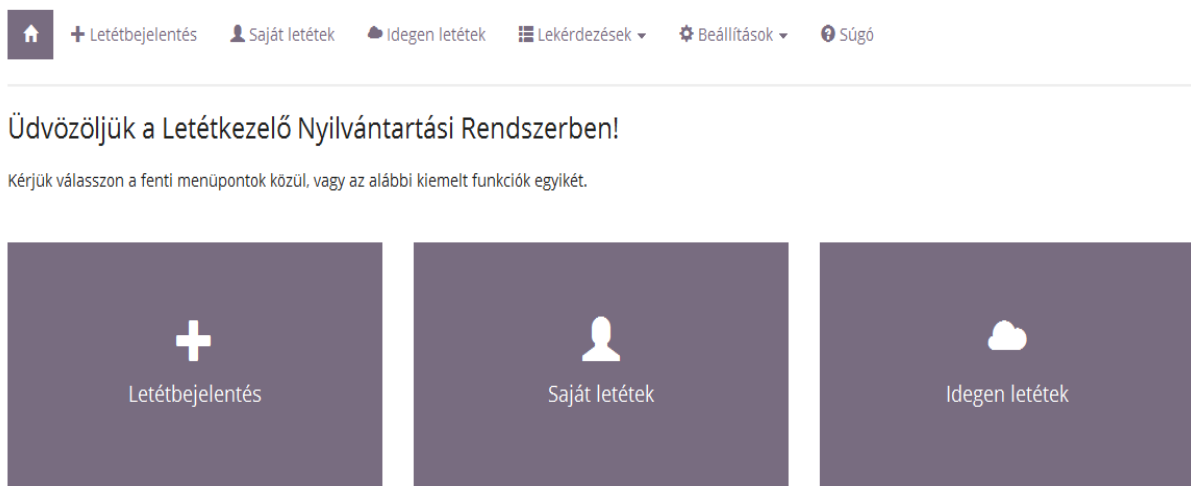 Letétbejelentés Saját letétek Idegen letétek Lekérdezések Beállítások Súgó
Üdvözöljük a Letétkezelő Nyilvántartási Rendszerben!
Kérjük válasszon a fenti menüpontok közül, vagy az alábbi kiemelt funkciók egyikét.
Letétbejelentés
Saját letétek
Idegen letétek